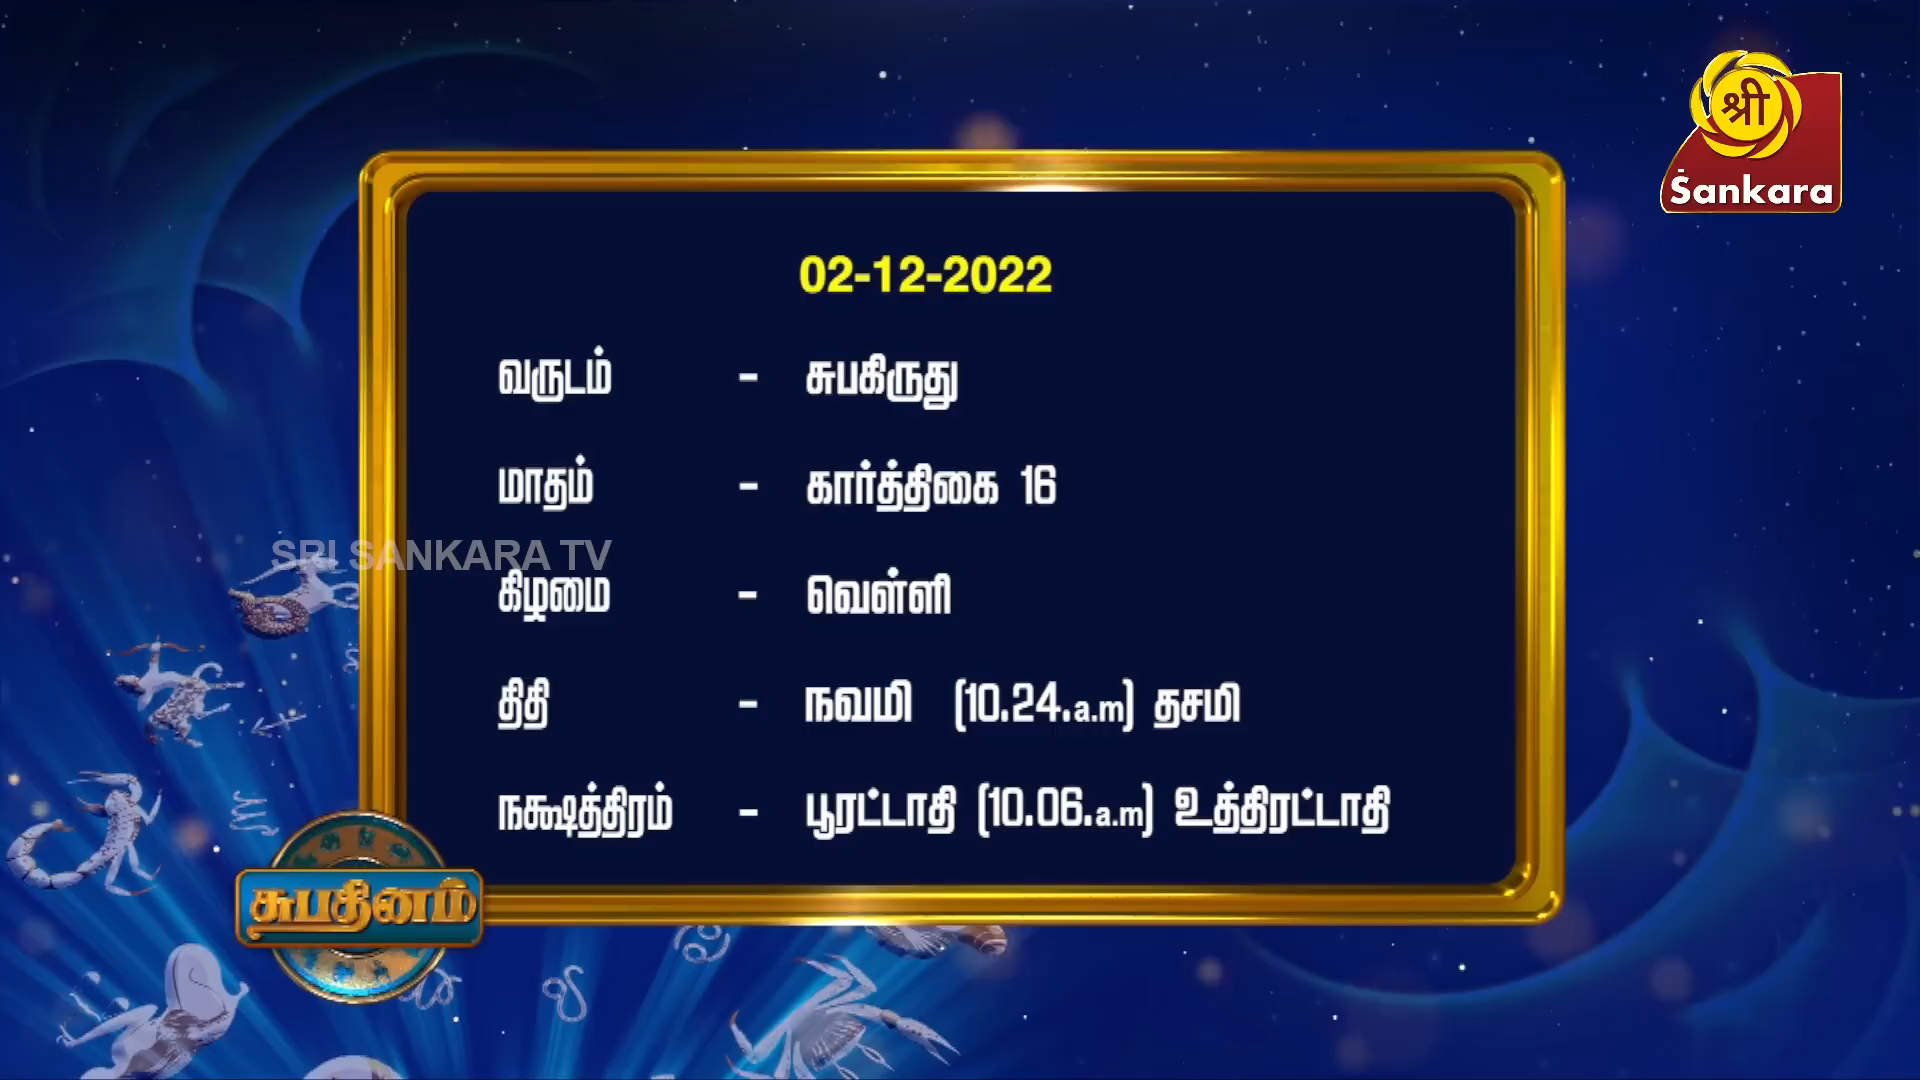 श्री
Sankara
02-12-2022
வருடம் - சுபகிருது
மாதம் - கார்த்திகை 16
SRI SANKARA TV
கிழமை - வெள்ளி
திதி - நவமி (10.24.a.m) தசமி
நக்ஷத்திரம் - பூரட்டாதி (10.06.a.m) உத்திரட்டாதி
சுபதினம்